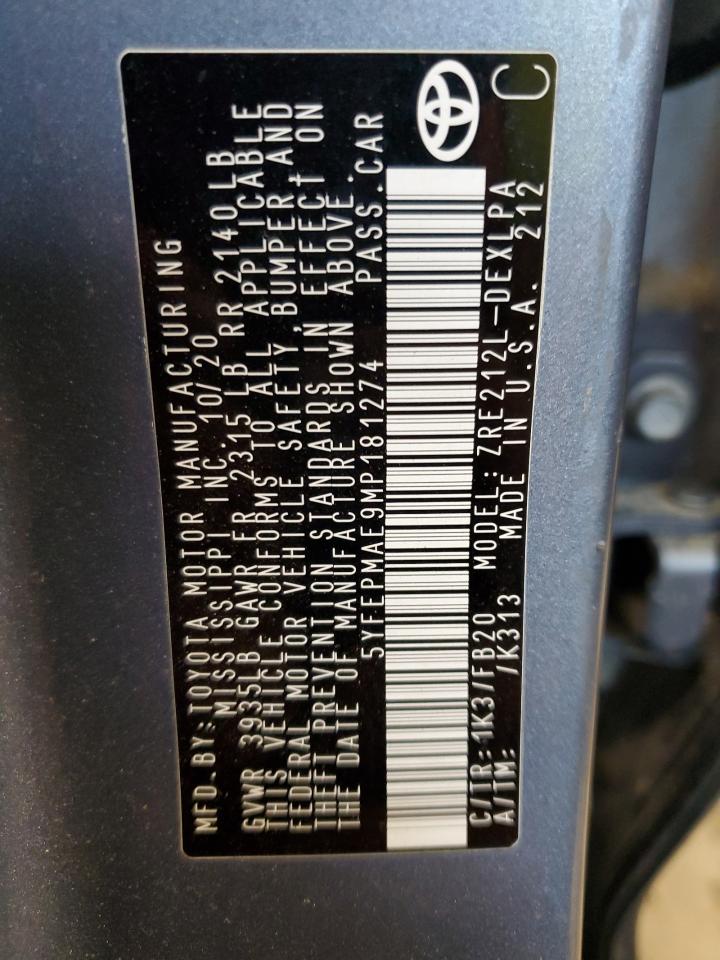 MFD. BY: TOYOTA MOTOR MANUFACTURING
MISSISSIPPI INC. 10/20
GVWR 3935LB GAWR FR 2315 LB RR 2140LB
THIS VEHICLE CONFORMS TO ALL APPLICABLE
FEDERAL MOTOR VEHICLE SAFETY, BUMPER, AND
THEFT PREVENTION STANDARDS IN EFFECT ON
THE DATE OF MANUFACTURE SHOWN ABOVE.
5YFEPMAE9MP181274 PASS.CAR
C/TR: 1K3/FB20 MODEL: ZRE212L-DEXLPA
A/TM: /K313 MADE IN U.S.A. 212
C